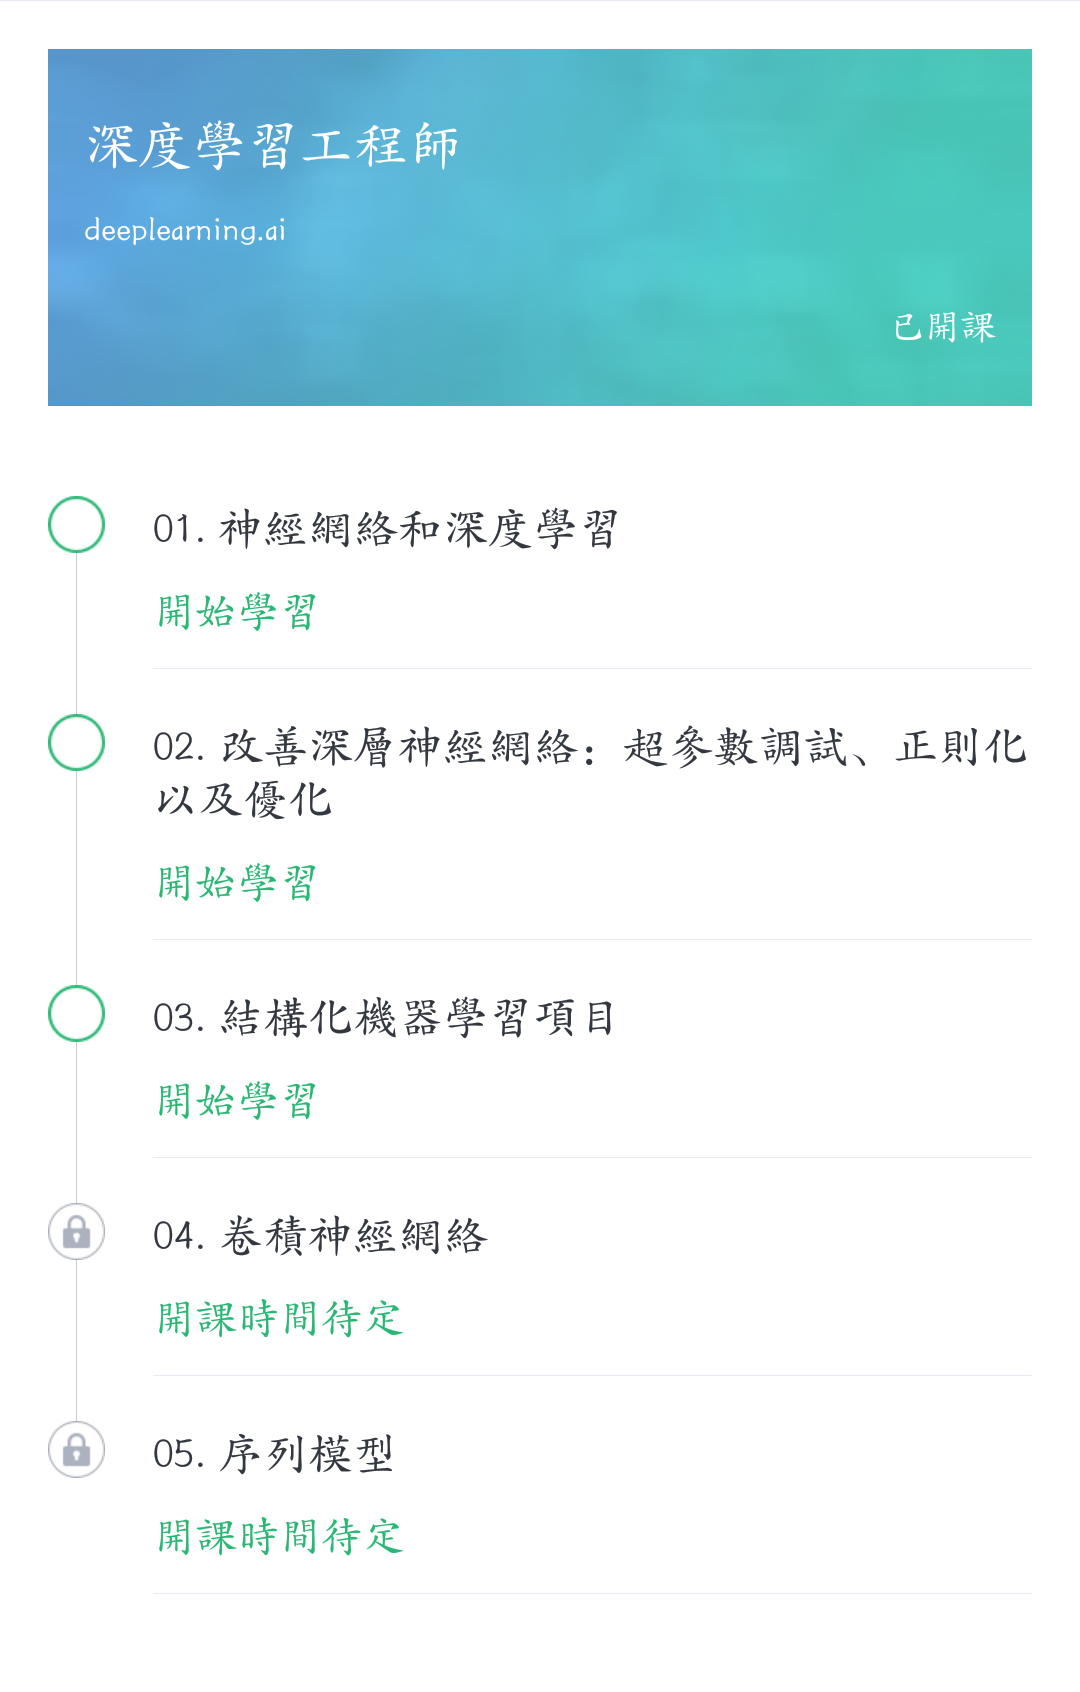 深度學習工程師
deeplearning.ai
已開課
01. 神經網絡和深度學習
開始學習
02. 改善深層神經網絡：超參數調試、正則化
以及優化
開始學習
03. 結構化機器學習項目
開始學習
04. 卷積神經網絡
開課時間待定
05. 序列模型
開課時間待定